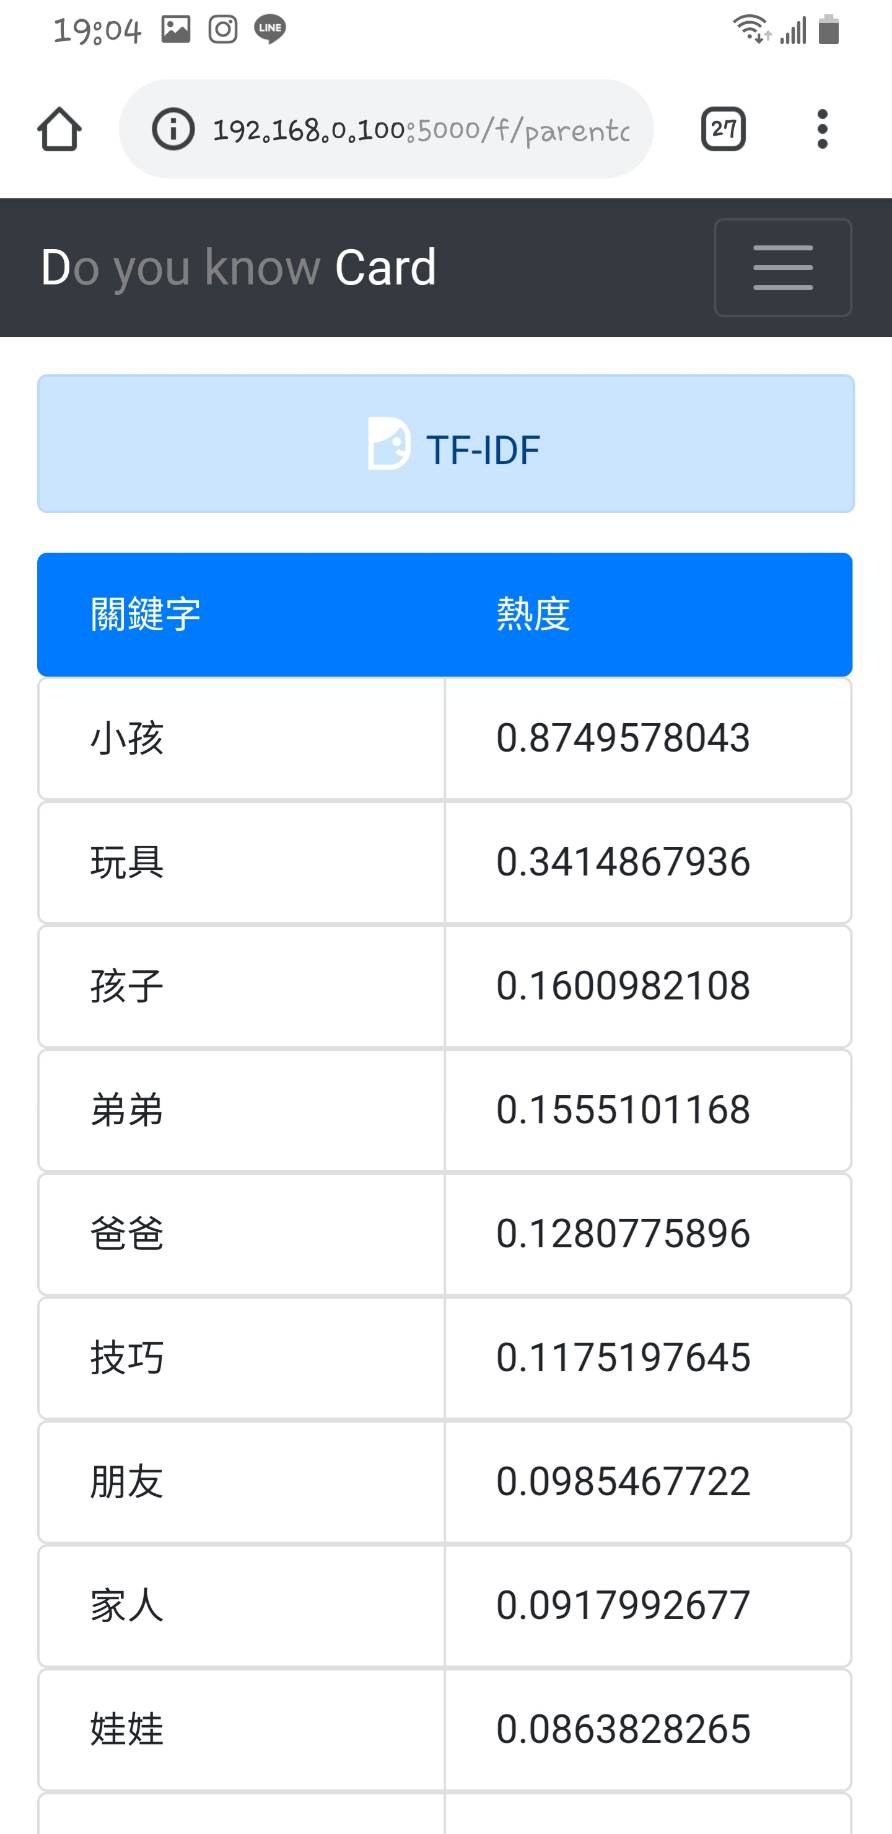 19:04 LINE
192.168.0.100:5000/f/parentc
27
Do you know Card
TF-IDF
關鍵字 熱度
小孩 0.8749578043
玩具 0.3414867936
孩子 0.1600982108
弟弟 0.1555101168
爸爸 0.1280775896
技巧 0.1175197645
朋友 0.0985467722
家人 0.0917992677
娃娃 0.0863828265